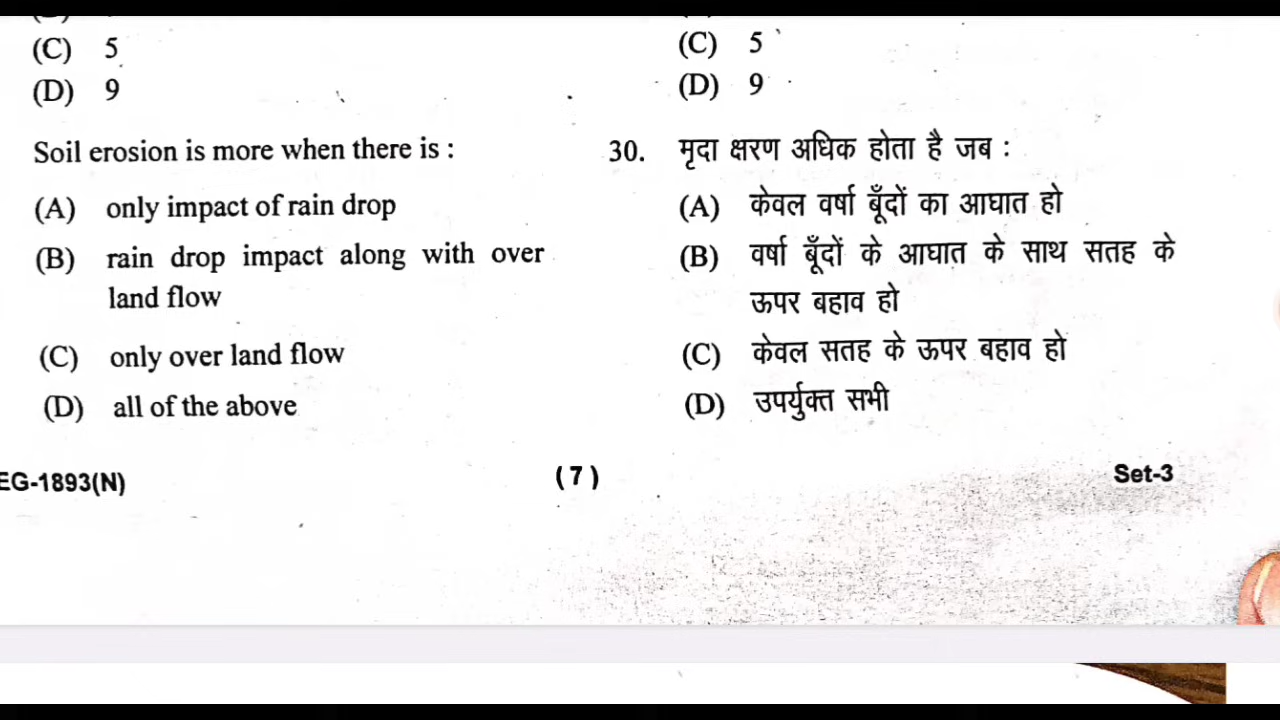 (C) 5
(D) 9
Soil erosion is more when there is :
(A) only impact of rain drop
(B) rain drop impact along with over
land flow
(C) only over land flow
(D) all of the above
(C) 5
(D) 9
30. मृदा क्षरण अधिक होता है जब :
(A) केवल वर्षा बूँदों का आघात हो
(B) वर्षा बूँदों के आघात के साथ सतह के
ऊपर बहाव हो
(C) केवल सतह के ऊपर बहाव हो
(D) उपर्युक्त सभी
EG-1893(N)
( 7 )
Set-3